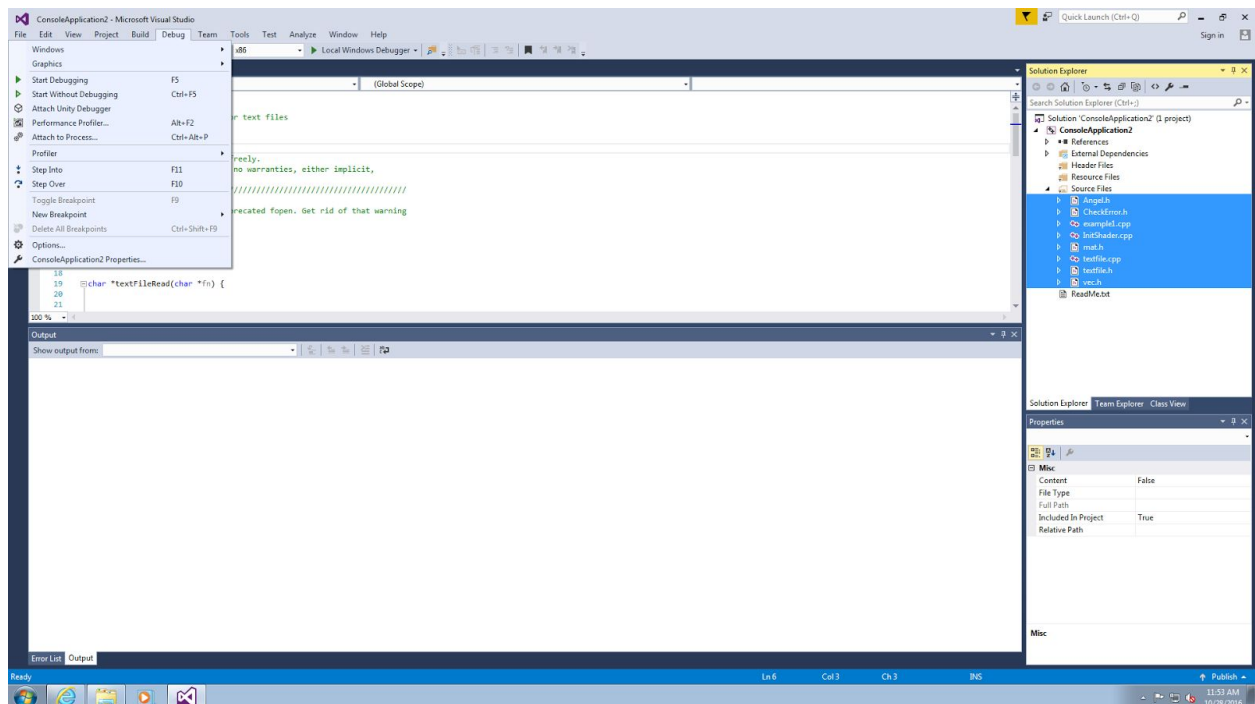 ConsoleApplication2 - Microsoft Visual Studio
Quick Launch (Ctrl+Q)
File Edit View Project Build Debug Team Tools Test Analyze Window Help
Sign in
x86 Local Windows Debugger
Windows
Graphics
Start Debugging F5
Start Without Debugging Ctrl+F5
Attach Unity Debugger
Performance Profiler... Alt+F2
Attach to Process... Ctrl+Alt+P
Profiler
Step Into F11
Step Over F10
Toggle Breakpoint F9
New Breakpoint
Delete All Breakpoints Ctrl+Shift+F9
Options...
ConsoleApplication2 Properties...
(Global Scope)
r text files
reely.
no warranties, either implicit,
///////////////////////////////////////
recated fopen. Get rid of that warning
18
19 char *textFileRead(char *fn) {
20
21
100 %
Output
Show output from:
Error List Output
Solution Explorer
Search Solution Explorer (Ctrl+;)
Solution 'ConsoleApplication2' (1 project)
ConsoleApplication2
References
External Dependencies
Header Files
Resource Files
Source Files
Angel.h
CheckError.h
example1.cpp
InitShader.cpp
mat.h
textfile.cpp
textfile.h
vec.h
ReadMe.txt
Solution Explorer Team Explorer Class View
Properties
Misc
Content False
File Type
Full Path
Included In Project True
Relative Path
Misc
Ready Ln 6 Col 3 Ch 3 INS Publish
11:53 AM
10/28/2016